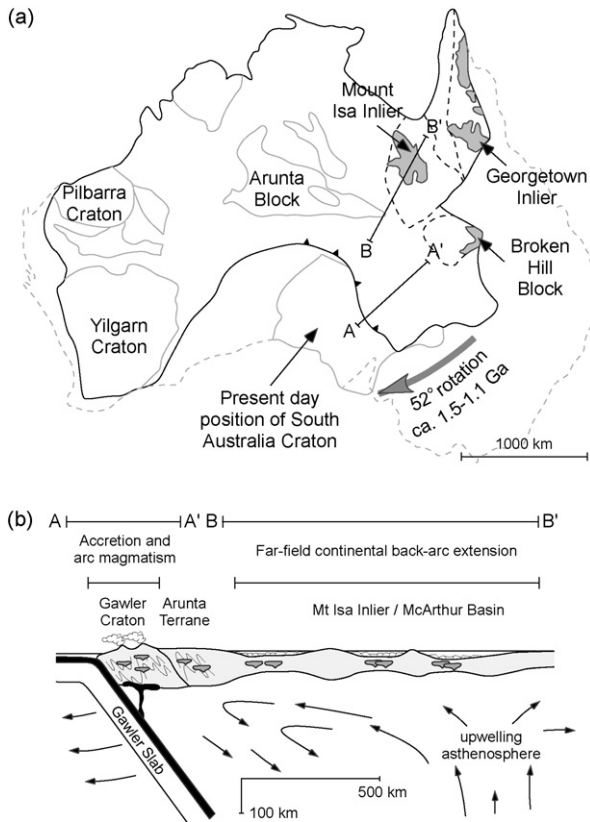 (a)
Mount
Isa Inlier
B'
Pilbarra
Craton
Arunta
Block
Georgetown
Inlier
B
A'
Broken
Hill
Block
Yilgarn
Craton
A
Present day
position of South
Australia Craton
52° rotation
ca. 1.5-1.1 Ga
1000 km
(b)
A A' B B'
Accretion and
arc magmatism
Far-field continental back-arc extension
Gawler
Craton
Arunta
Terrane
Mt Isa Inlier / McArthur Basin
Gawler Slab
upwelling
asthenosphere
500 km
100 km